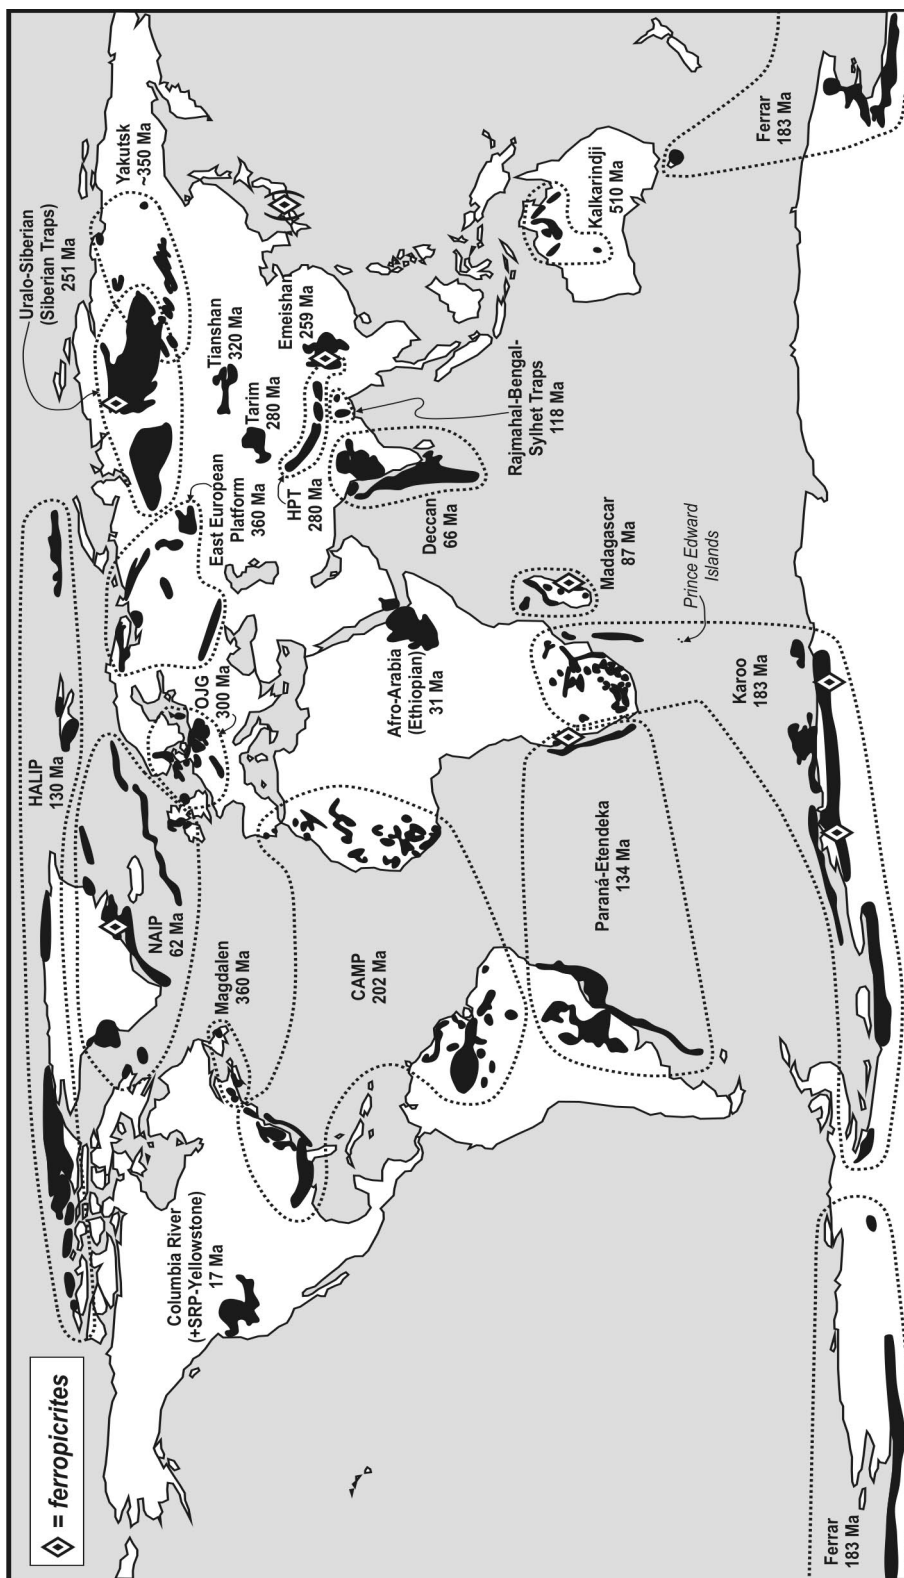 = ferropicrites
Columbia River
(+SRP-Yellowstone)
17 Ma
Magdalen
360 Ma
HALIP
130 Ma
NAIP
62 Ma
CAMP
202 Ma
OJG
300 Ma
East European
Platform
360 Ma
Uralo-Siberian
(Siberian Traps)
251 Ma
Yakutsk
~350 Ma
Tianshan
320 Ma
Tarim
280 Ma
HPT
280 Ma
Emeishan
259 Ma
Rajmahal-Bengal-
Sylhet Traps
118 Ma
Deccan
66 Ma
Afro-Arabia
(Ethiopian)
31 Ma
Madagascar
87 Ma
Prince Edward
Islands
Paraná-Etendeka
134 Ma
Karoo
183 Ma
Kalkarindji
510 Ma
Ferrar
183 Ma
Ferrar
183 Ma